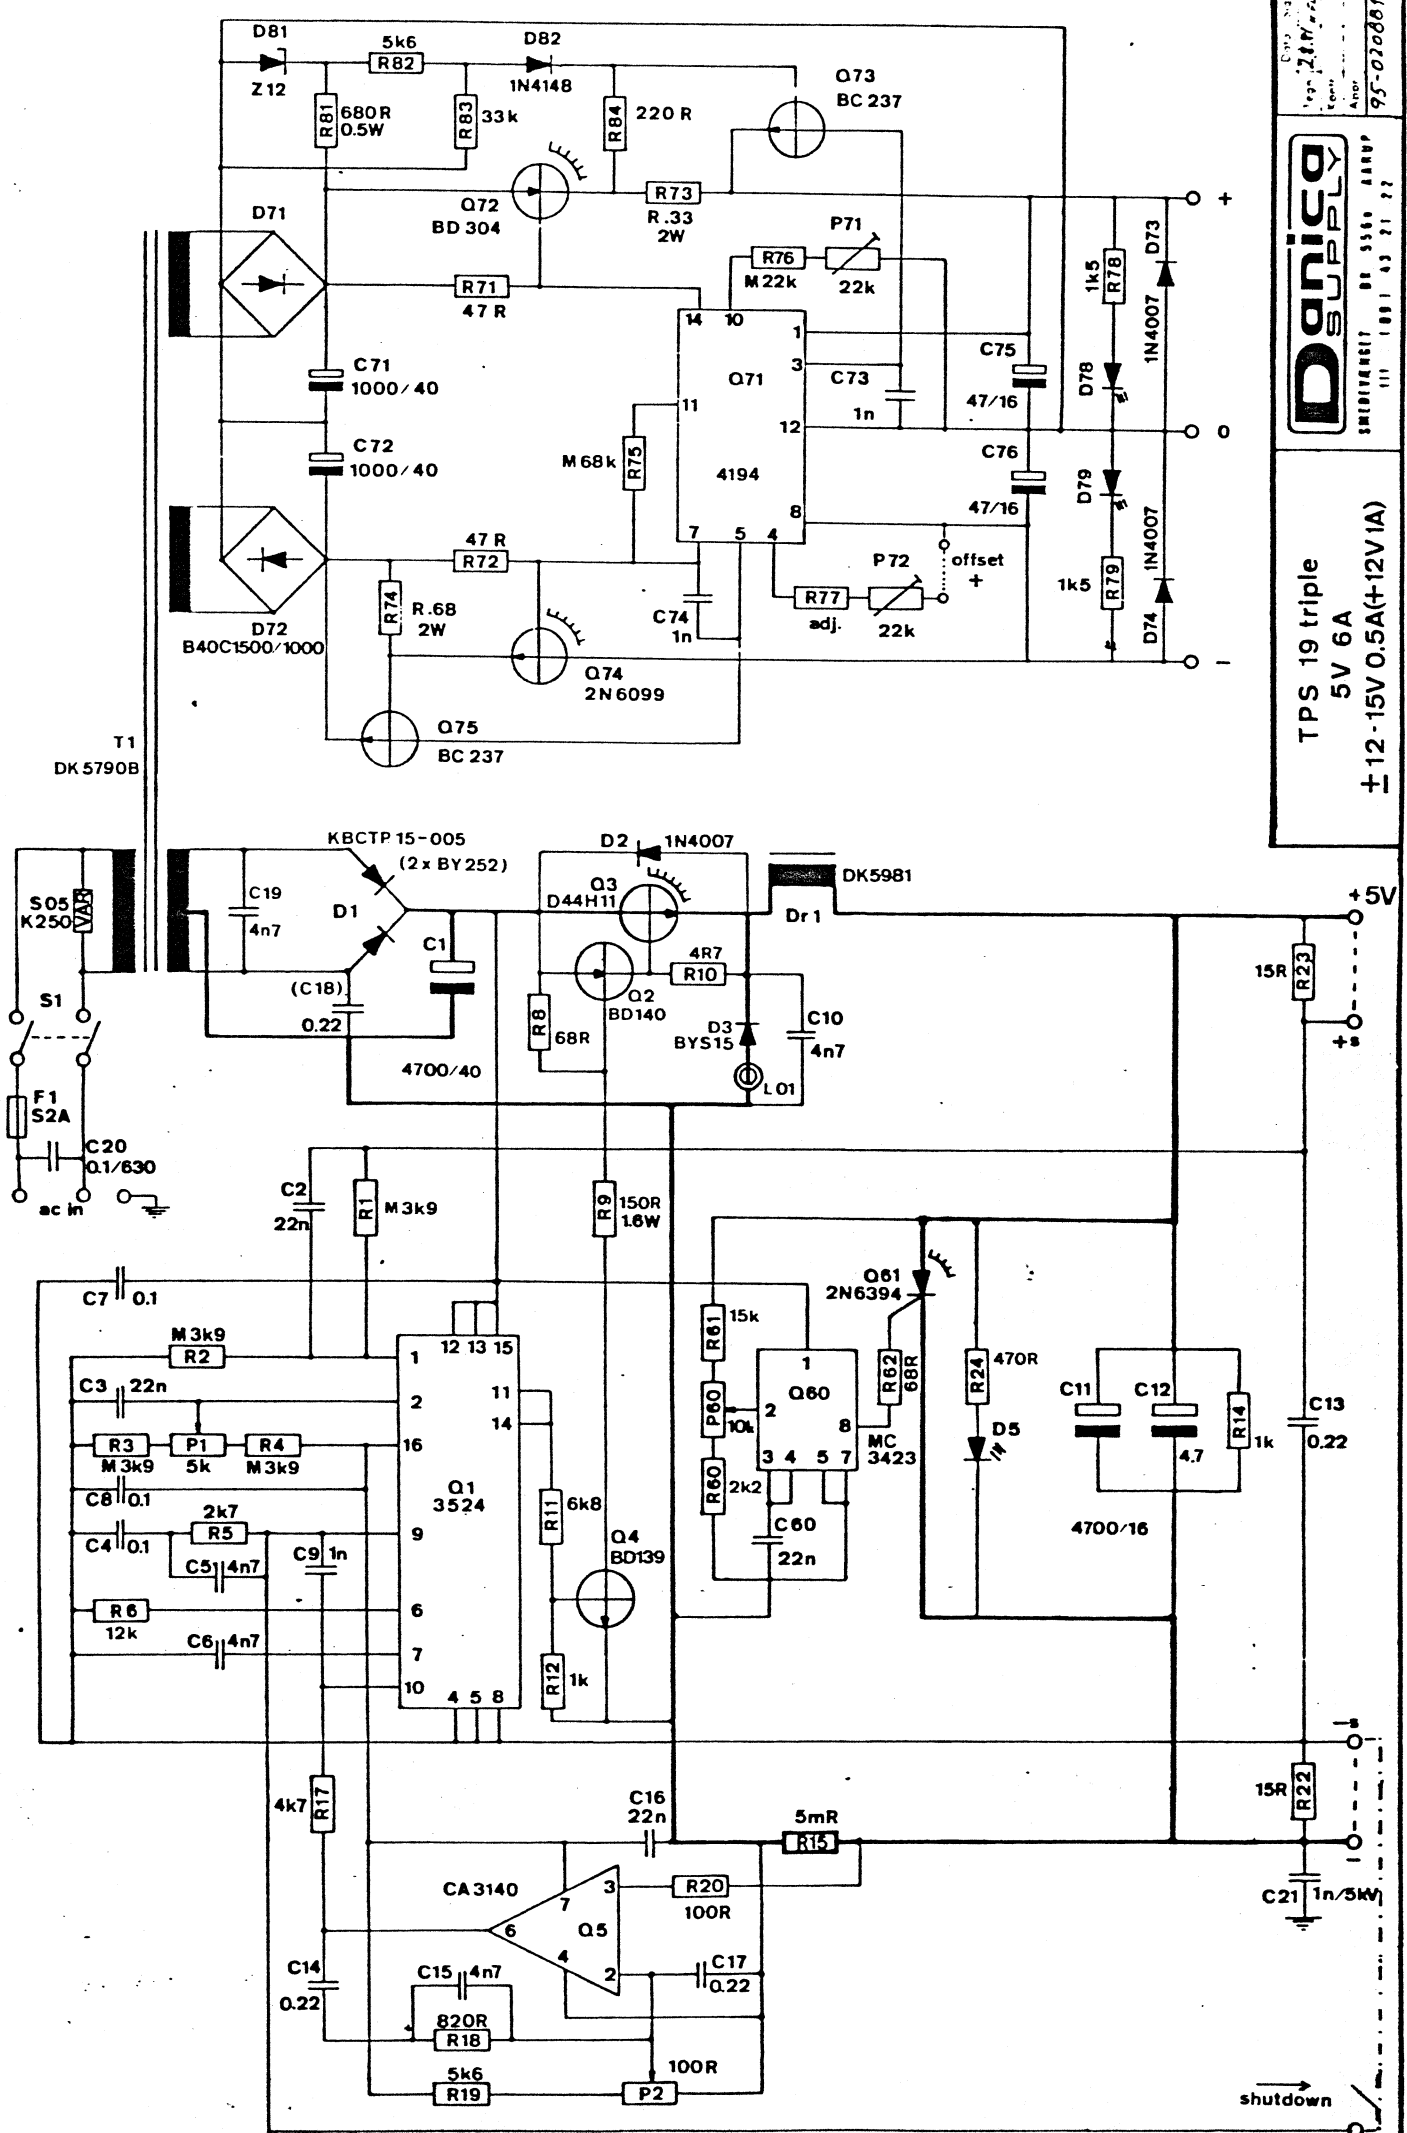 D81
Z12
5k6
R82
D82
1N4148
R81
680R
0.5W
R83
33k
R84
220 R
Q73
BC 237
D71
Q72
BD 304
R73
R .33
2W
P71
22k
R76
M 22k
R71
47 R
+
D73
1N4007
1k5
R78
14
10
1
3
Q71
11
12
4194
8
7
5
4
C71
1000/40
C72
1000/40
C73
1n
C75
47/16
D78
0
M 68k
R75
C76
47/16
D79
1N4007
47 R
R72
P72
22k
offset
+
R74
R.68
2W
C74
1n
R77
adj.
1k5
R79
D74
D72
B40C1500/1000
Q74
2N6099
-
Q75
BC 237
T1
DK5790B
95-020881
Danica
SUPPLY
TPS 19 triple
5V 6A
±12-15V 0.5A(+12V 1A)
KBCTP 15-005
(2x BY252)
D2
1N4007
S05
K250
VAR
C19
4n7
D1
C1
Q3
D44H11
DK5981
Dr 1
+5V
R8
68R
Q2
BD140
4R7
R10
15R
R23
S1
(C18)
0.22
D3
BYS15
C10
4n7
+s
4700/40
L01
F1
S2A
C20
0.1/630
ac in
C2
22n
R1
M3k9
R9
150R
1.6W
Q61
2N6394
C7
0.1
M3k9
R2
12 13 15
1
R61
15k
1
Q60
R62
68R
R24
470R
C3
22n
2
11
14
P60
10k
2
8
C11
C12
R14
1k
C13
0.22
R3
M3k9
P1
5k
R4
M3k9
16
Q1
3524
MC
3423
D5
4.7
3 4 5 7
R60
2k2
C8
0.1
2k7
R5
R11
6k8
C60
22n
4700/16
C4
0.1
C9
1n
9
Q4
BD139
C5
4n7
R6
12k
6
C6
4n7
7
10
R12
1k
4 5 8
-s
4k7
R17
C16
22n
5mR
R15
15R
R22
-
CA3140
7
3
R20
100R
C21
1n/5kV
6
Q5
4
2
C14
0.22
C15
4n7
C17
0.22
820R
R18
100R
5k6
R19
P2
shutdown